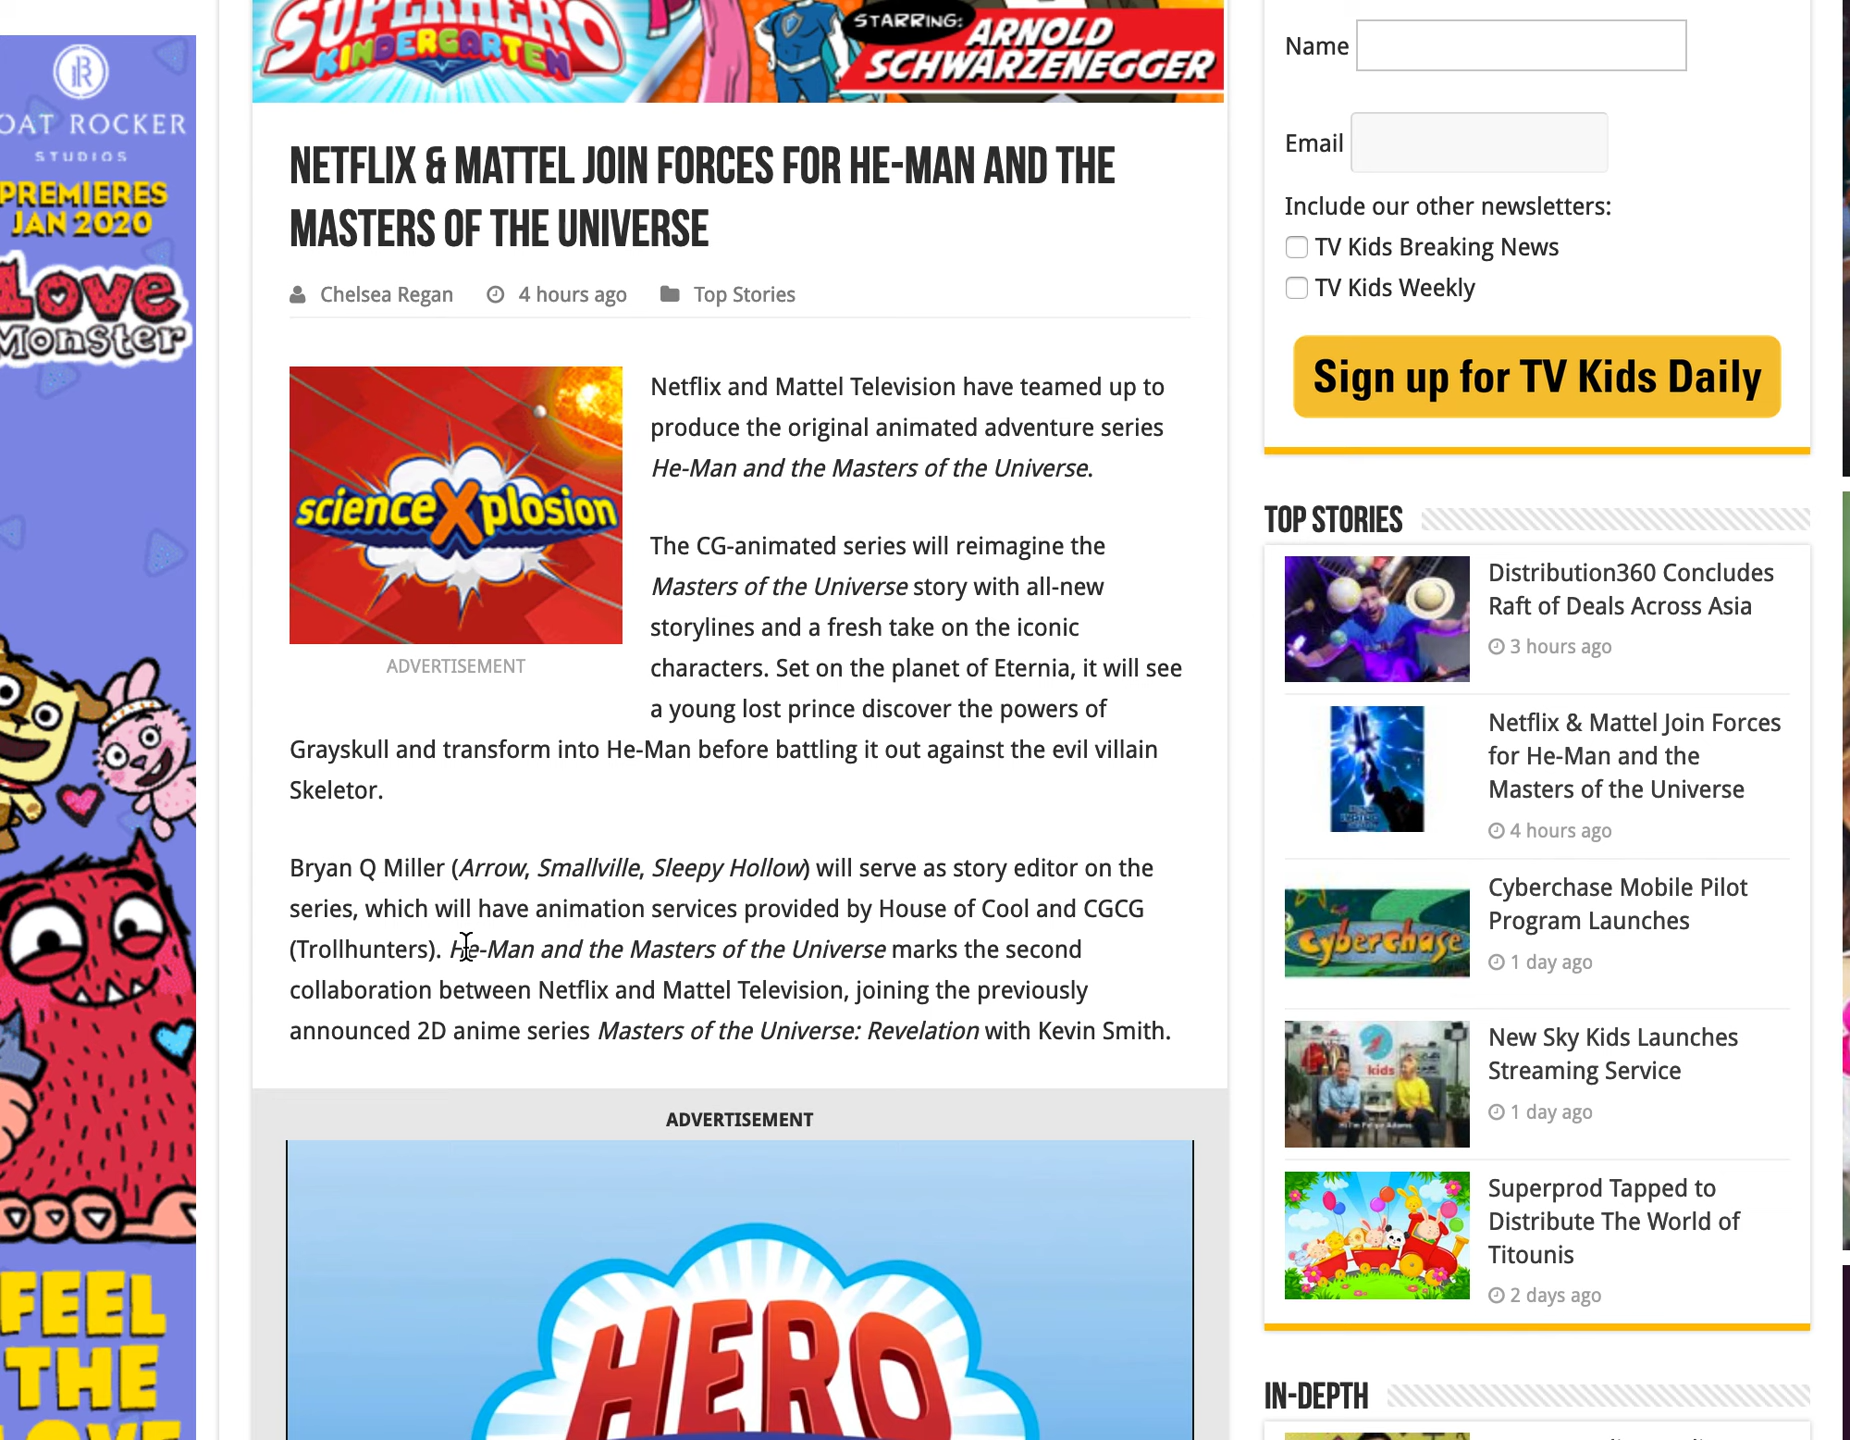 OAT ROCKER
STUDIOS
PREMIERES
JAN 2020
Love
Monster
FEEL
THE
LOVE
SUPERHERO
KINDERGARTEN
STARRING:
ARNOLD
SCHWARZENEGGER
NETFLIX & MATTEL JOIN FORCES FOR HE-MAN AND THE
MASTERS OF THE UNIVERSE
Chelsea Regan 4 hours ago Top Stories
scienceXplosion
ADVERTISEMENT
Netflix and Mattel Television have teamed up to
produce the original animated adventure series
He-Man and the Masters of the Universe.
The CG-animated series will reimagine the
Masters of the Universe story with all-new
storylines and a fresh take on the iconic
characters. Set on the planet of Eternia, it will see
a young lost prince discover the powers of
Grayskull and transform into He-Man before battling it out against the evil villain
Skeletor.
Bryan Q Miller (Arrow, Smallville, Sleepy Hollow) will serve as story editor on the
series, which will have animation services provided by House of Cool and CGCG
(Trollhunters). He-Man and the Masters of the Universe marks the second
collaboration between Netflix and Mattel Television, joining the previously
announced 2D anime series Masters of the Universe: Revelation with Kevin Smith.
ADVERTISEMENT
HERO
Name
Email
Include our other newsletters:
TV Kids Breaking News
TV Kids Weekly
Sign up for TV Kids Daily
TOP STORIES
Distribution360 Concludes
Raft of Deals Across Asia
3 hours ago
Netflix & Mattel Join Forces
for He-Man and the
Masters of the Universe
4 hours ago
cyberchase
Cyberchase Mobile Pilot
Program Launches
1 day ago
kids
New Sky Kids Launches
Streaming Service
1 day ago
Superprod Tapped to
Distribute The World of
Titounis
2 days ago
IN-DEPTH